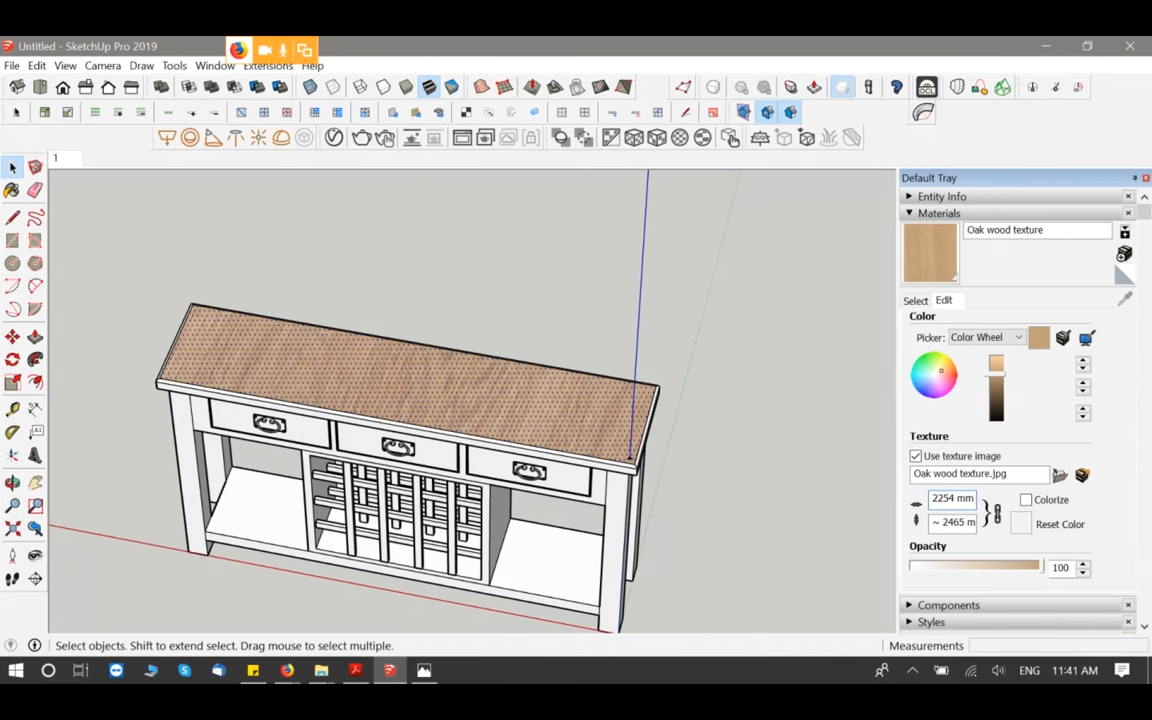 Untitled - SketchUp Pro 2019
File Edit View Camera Draw Tools Window Extensions Help
1
Default Tray
Entity Info
Materials
Oak wood texture
Select Edit
Color
Picker: Color Wheel
Texture
Use texture image
Oak wood texture.jpg
2254 mm
Colorize
~ 2465 m
Reset Color
Opacity
100
Components
Styles
Select objects. Shift to extend select. Drag mouse to select multiple.
Measurements
ENG
11:41 AM